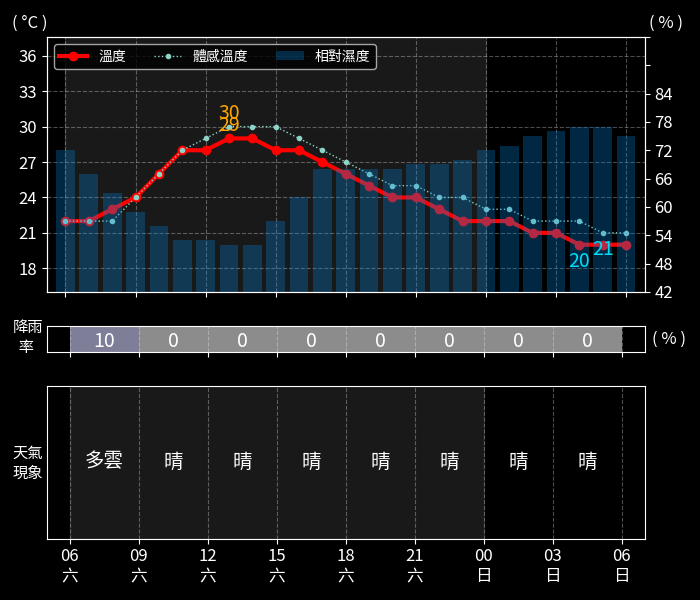 ( °C )
( % )
溫度
體感溫度
相對濕度
36
33
30
27
24
21
18
84
78
72
66
60
54
48
42
30
29
20
21
降雨
率
10 0 0 0 0 0 0 0
( % )
天氣
現象
多雲 晴 晴 晴 晴 晴 晴 晴
06 09 12 15 18 21 00 03 06
六 六 六 六 六 六 日 日 日